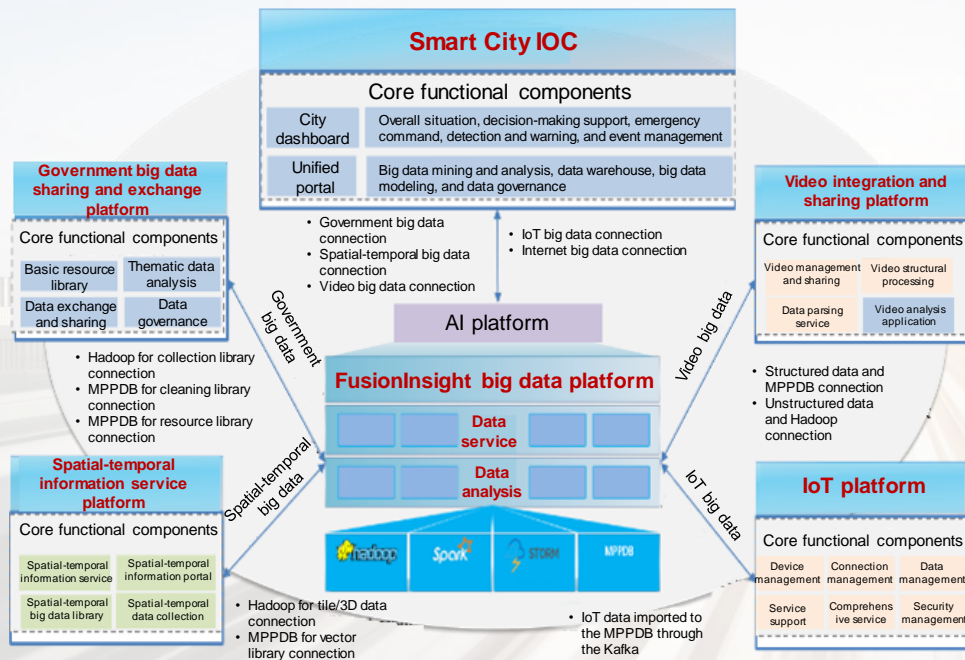 Smart City IOC
Core functional components
City
dashboard
Overall situation, decision-making support, emergency
command, detection and warning, and event management
Unified
portal
Big data mining and analysis, data warehouse, big data
modeling, and data governance
Government big data
sharing and exchange
platform
Core functional components
Basic resource
library
Thematic data
analysis
Data exchange
and sharing
Data
governance
• Hadoop for collection library
connection
• MPPDB for cleaning library
connection
• MPPDB for resource library
connection
• Government big data
connection
• Spatial-temporal big data
connection
• Video big data connection
• IoT big data connection
• Internet big data connection
Video integration and
sharing platform
Core functional components
Video management
and sharing
Video structural
processing
Data parsing
service
Video analysis
application
• Structured data and
MPPDB connection
• Unstructured data
and Hadoop
connection
Government
big data
Video big data
AI platform
FusionInsight big data platform
Data
service
Data
analysis
hadoop
Spark
STORM
MPPDB
Spatial-temporal
big data
IoT big data
Spatial-temporal
information service
platform
Core functional components
Spatial-temporal
information service
Spatial-temporal
information portal
Spatial-temporal
big data library
Spatial-temporal
data collection
• Hadoop for tile/3D data
connection
• MPPDB for vector
library connection
• IoT data imported to
the MPPDB through
the Kafka
IoT platform
Core functional components
Device
management
Connection
management
Data
management
Service
support
Comprehens
ive service
Security
management